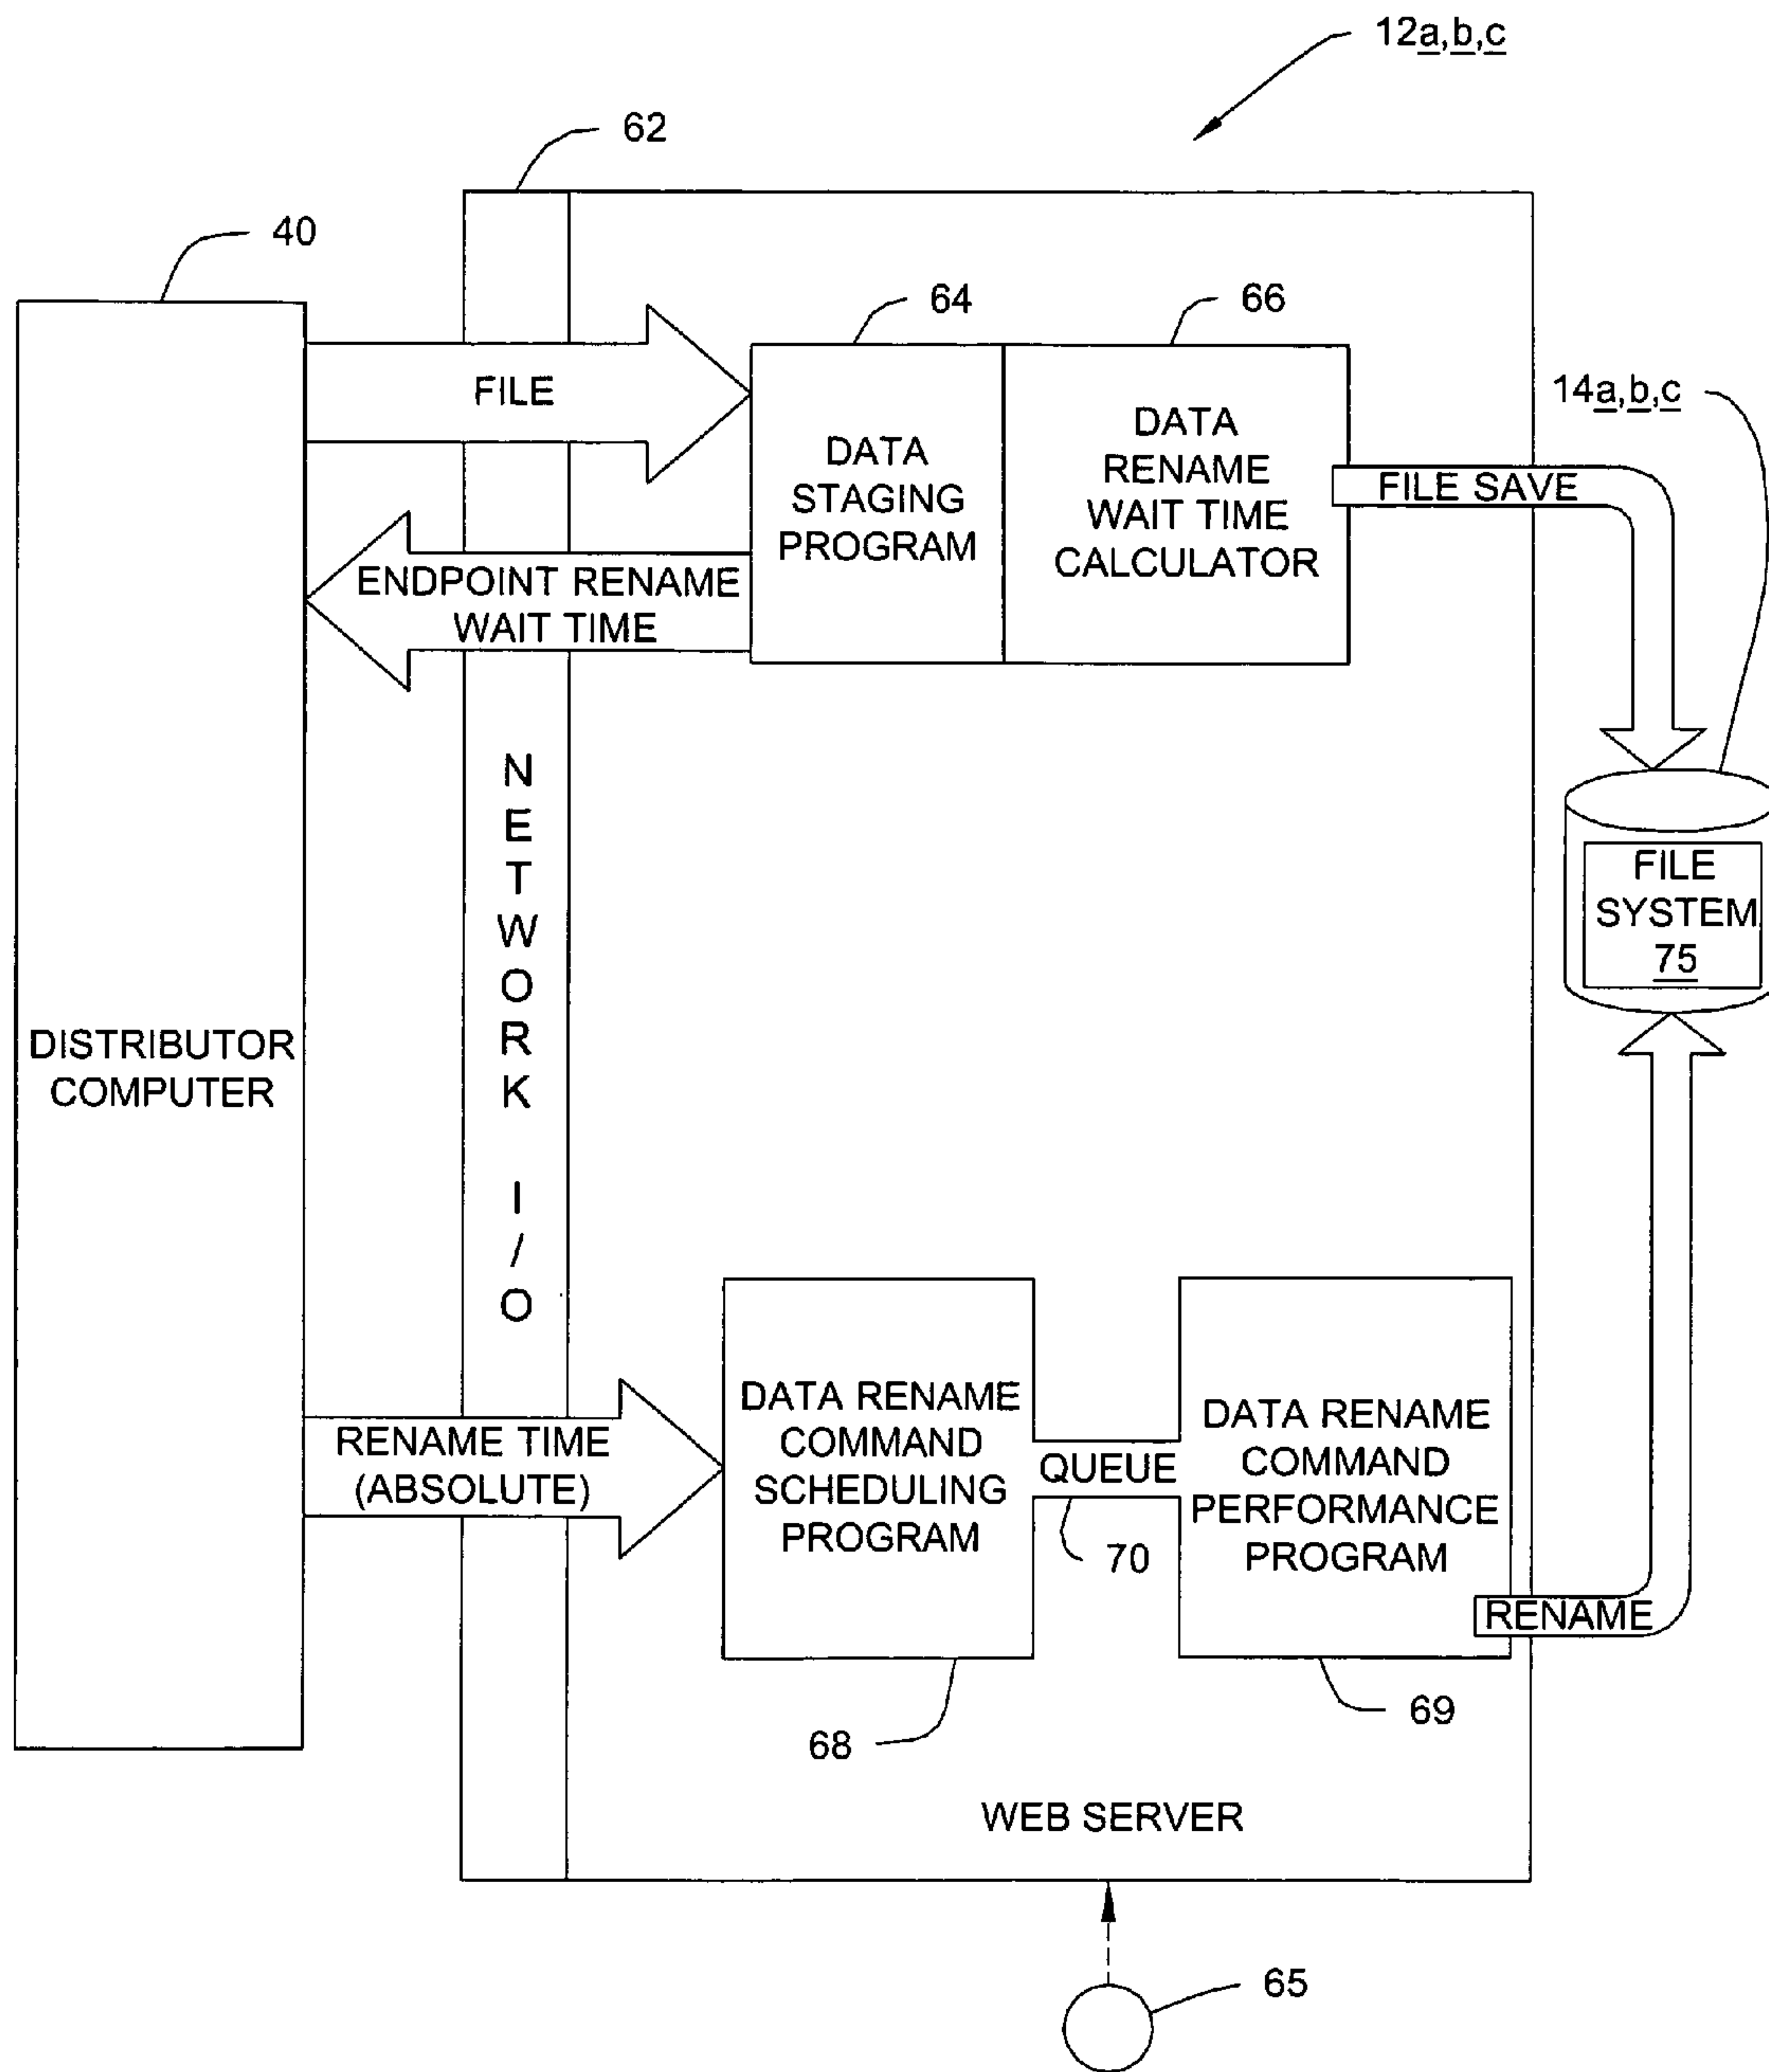 12a,b,c
62
40
64
66
FILE
DATA
STAGING
PROGRAM
DATA
RENAME
WAIT TIME
CALCULATOR
14a,b,c
FILE SAVE
ENDPOINT RENAME
WAIT TIME
NETWORK I/O
FILE
SYSTEM
75
DISTRIBUTOR
COMPUTER
RENAME TIME
(ABSOLUTE)
DATA RENAME
COMMAND
SCHEDULING
PROGRAM
QUEUE
70
DATA RENAME
COMMAND
PERFORMANCE
PROGRAM
RENAME
68
69
WEB SERVER
65